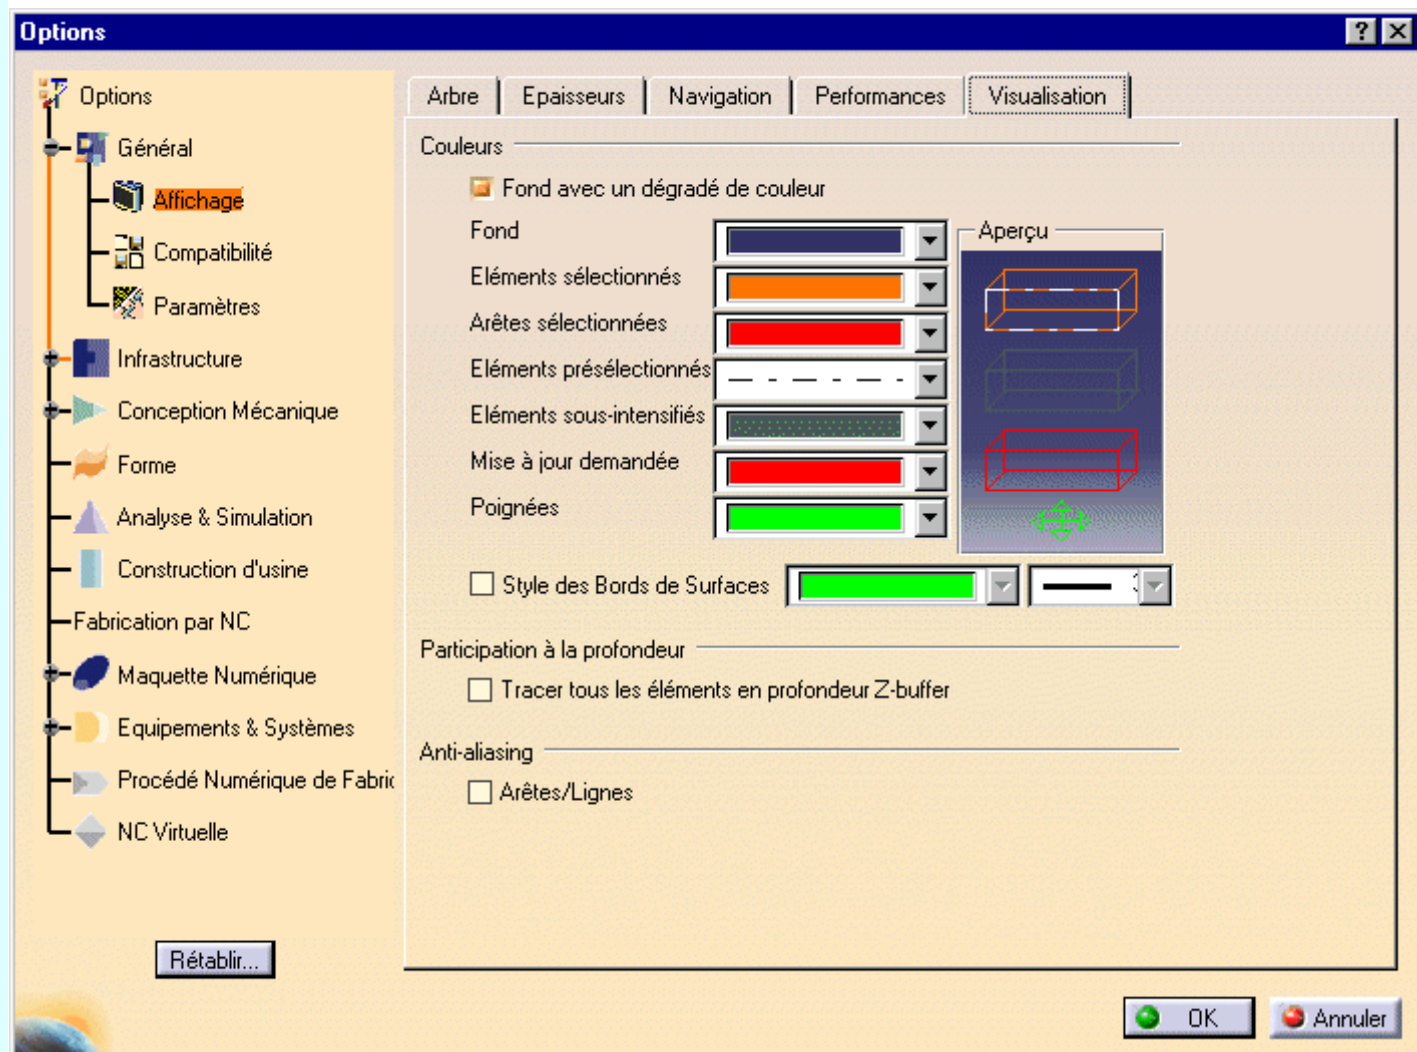 Options
Options
Général
Affichage
Compatibilité
Paramètres
Infrastructure
Conception Mécanique
Forme
Analyse & Simulation
Construction d'usine
Fabrication par NC
Maquette Numérique
Equipements & Systèmes
Procédé Numérique de Fabric
NC Virtuelle
Rétablir...
Arbre Epaisseurs Navigation Performances Visualisation
Couleurs
Fond avec un dégradé de couleur
Fond
Eléments sélectionnés
Arêtes sélectionnées
Eléments présélectionnés
Eléments sous-intensifiés
Mise à jour demandée
Poignées
Aperçu
Style des Bords de Surfaces
Participation à la profondeur
Tracer tous les éléments en profondeur Z-buffer
Anti-aliasing
Arêtes/Lignes
OK Annuler